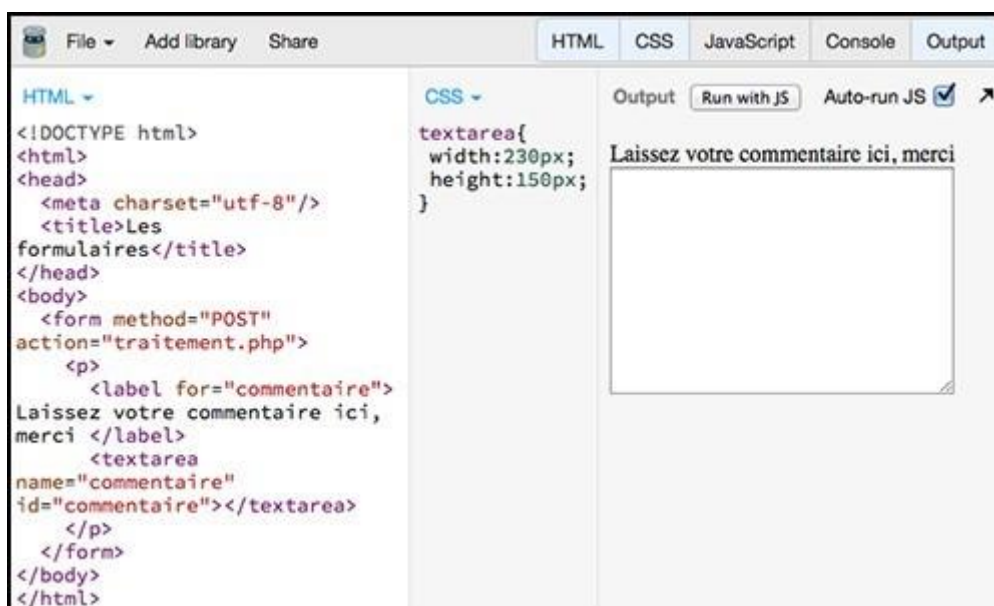 File Add library Share HTML CSS JavaScript Console Output
HTML
<!DOCTYPE html>
<html>
<head>
<meta charset="utf-8"/>
<title>Les
formulaires</title>
</head>
<body>
<form method="POST"
action="traitement.php">
<p>
<label for="commentaire">
Laissez votre commentaire ici,
merci </label>
<textarea
name="commentaire"
id="commentaire"></textarea>
</p>
</form>
</body>
</html>
CSS
textarea{
width:230px;
height:150px;
}
Output Run with JS Auto-run JS
Laissez votre commentaire ici, merci